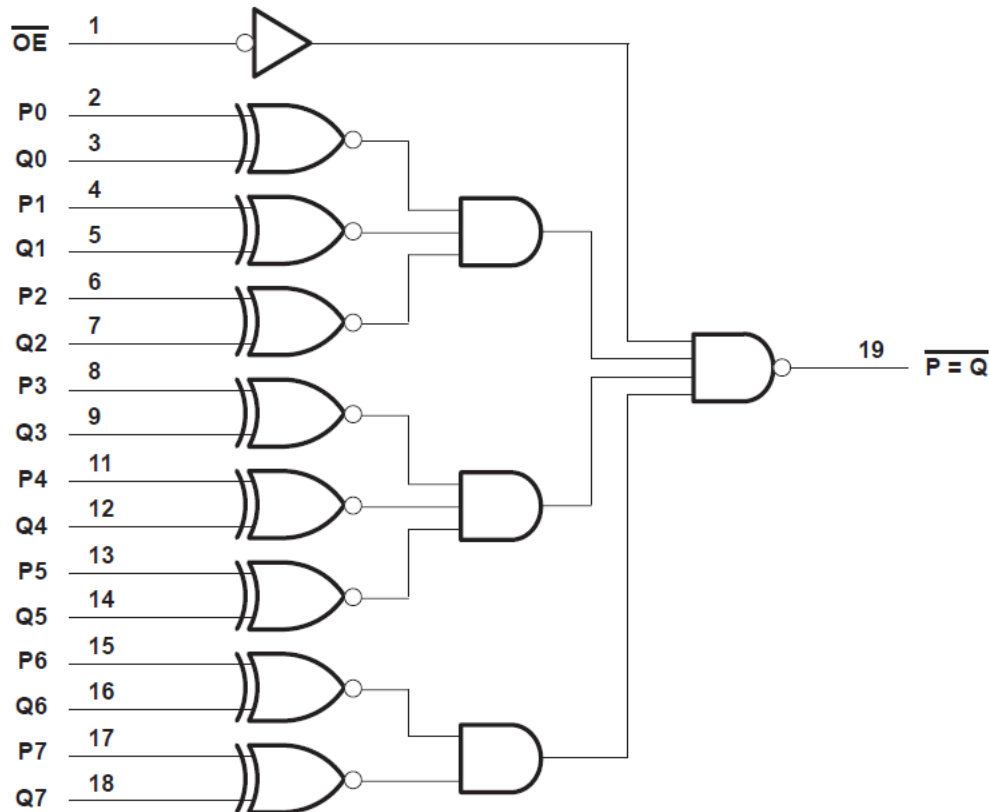 O̅E̅ 1
P0 2
Q0 3
P1 4
Q1 5
P2 6
Q2 7
P3 8
Q3 9
P4 11
Q4 12
P5 13
Q5 14
P6 15
Q6 16
P7 17
Q7 18
19 P̅ ̅=̅ ̅Q̅